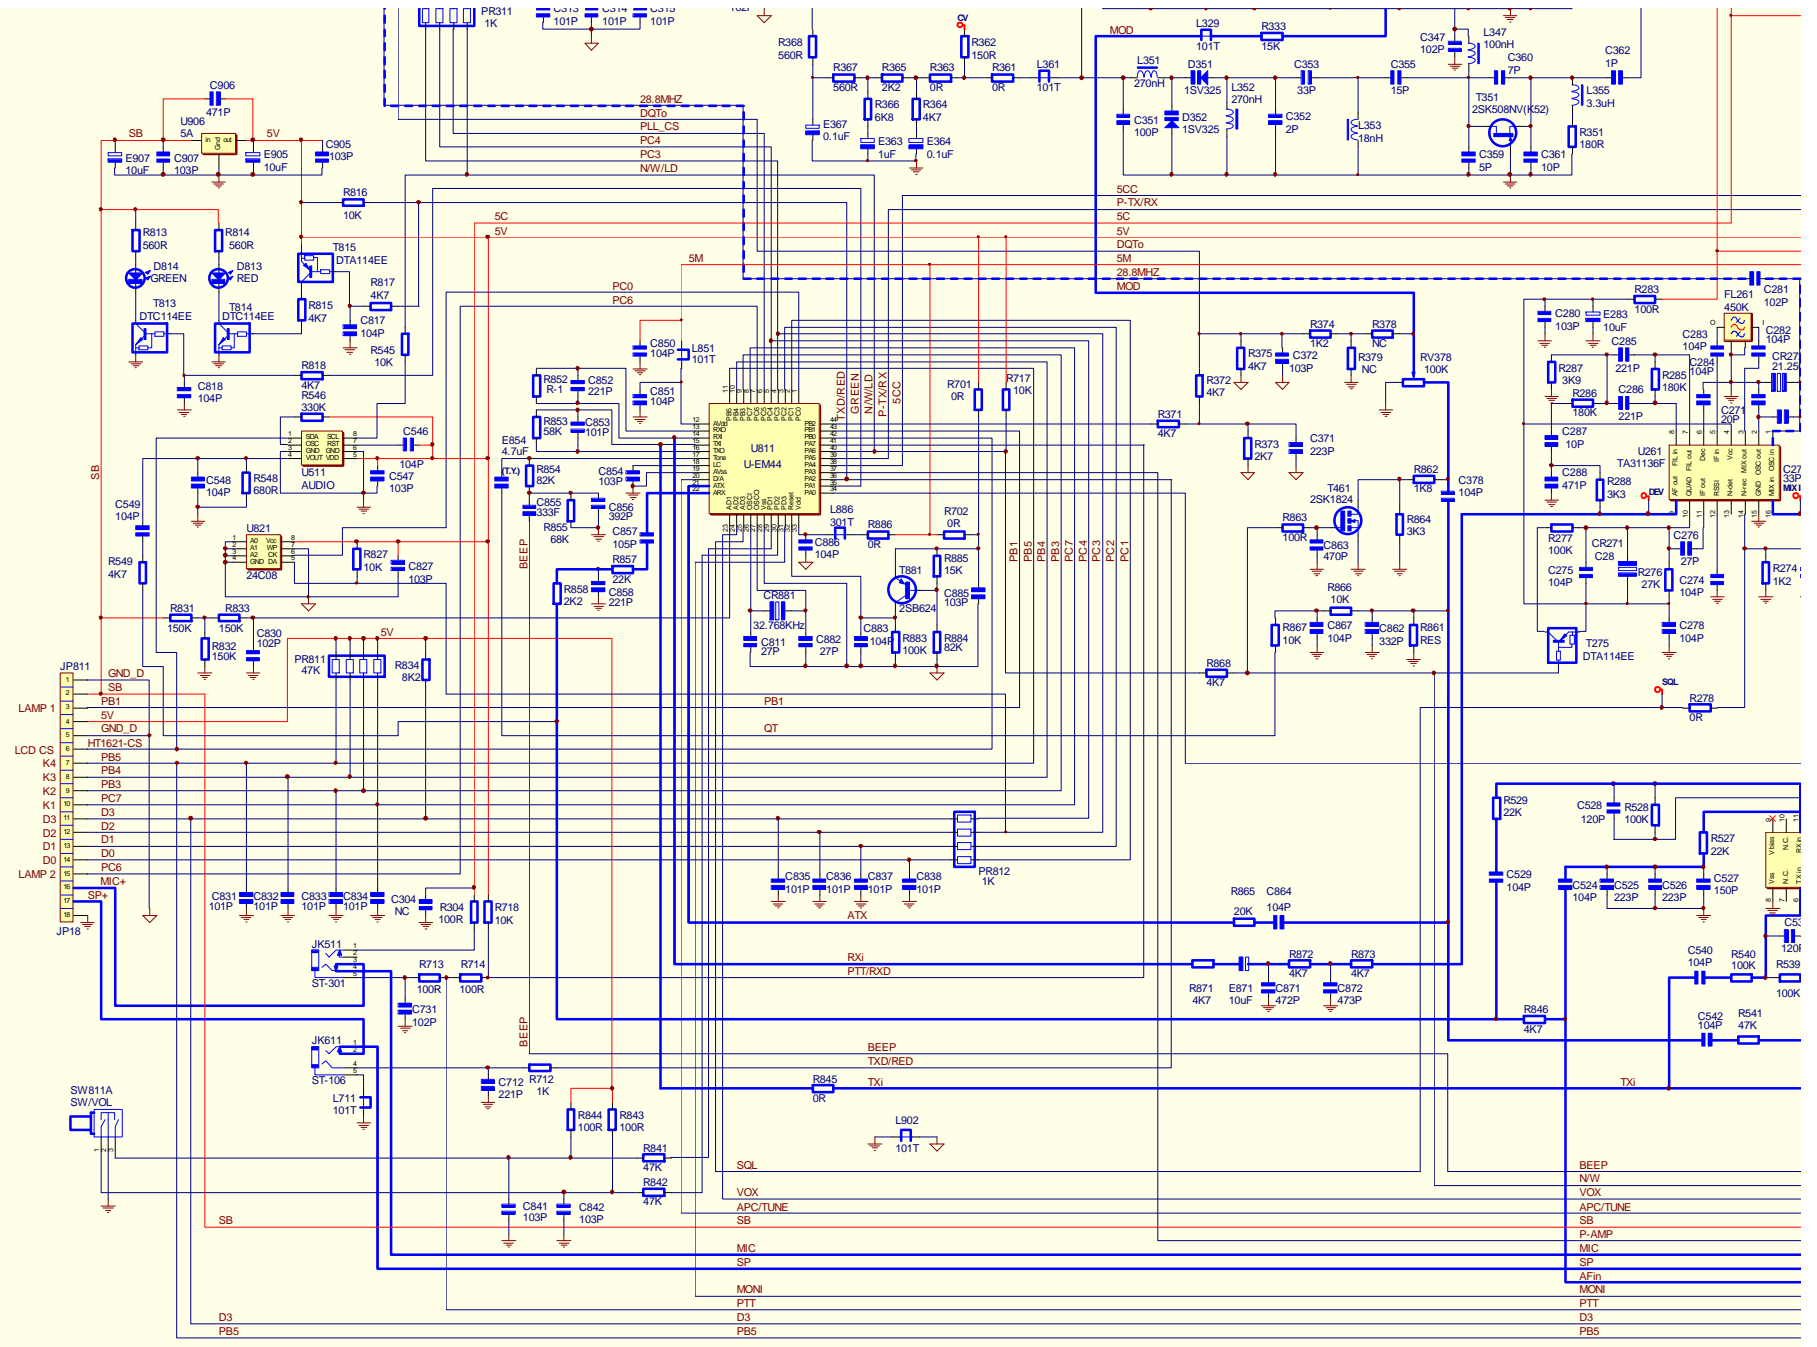 PR311
1K
101P 101P 101P
R368
560R
CV
R362
150R
R367
560R
R365
2K2
R363
0R
R361
0R
L361
101T
R366
6K8
R364
4K7
E367
0.1uF
E363
1uF
E364
0.1uF
MOD
L329
101T
R333
15K
C347
102P
L347
100nH
C360
7P
C362
1P
L351
270nH
D351
1SV325
L352
270nH
C353
33P
C355
15P
T351
2SK508NV(K52)
L355
3.3uH
C351
100P
D352
1SV325
C352
2P
L353
18nH
R351
180R
C359
5P
C361
10P
C906
471P
U906
SB
5A
5V
in
Gnd
out
E907
10uF
C907
103P
E905
10uF
C905
103P
28.8MHZ
DQTo
PLL_CS
PC4
PC3
N/W/LD
R816
10K
5C
5V
5M
5CC
P-TX/RX
5C
5V
DQTo
5M
28.8MHZ
MOD
R813
560R
R814
560R
D814
GREEN
D813
RED
T815
DTA114EE
T813
DTC114EE
T814
DTC114EE
R815
4K7
R817
4K7
C817
104P
R545
10K
R818
4K7
C818
104P
R546
330K
PC0
PC6
C850
104P
L851
101T
C851
104P
R852
R-1
C852
221P
R853
58K
C853
101P
E854
4.7uF
(T.Y.)
R854
82K
C854
103P
C855
333F
R855
68K
C856
392P
C857
105P
R857
22K
R858
2K2
C858
221P
U811
U-EM44
TXD/RED
GREEN
N/W/LD
P-TX/RX
5CC
R701
0R
R717
10K
R702
0R
L886
301T
R886
0R
C886
104P
T881
2SB624
R885
15K
C885
103P
CR881
32.768KHz
C811
27P
C882
27P
C883
104P
R883
100K
R884
82K
PB1
PB5
PB4
PB3
PC7
PC4
PC3
PC2
PC1
R371
4K7
R372
4K7
R375
4K7
C372
103P
R374
1K2
R378
NC
R379
NC
RV378
100K
R373
2K7
C371
223P
R862
1K8
C378
104P
T461
2SK1824
R863
100R
C863
470P
R864
3K3
R866
10K
R867
10K
C867
104P
C862
332P
R861
RES
R868
4K7
R283
100R
C281
102P
FL261
450K
C280
103P
E283
10uF
C283
104P
C282
104P
C285
221P
C284
104P
R285
180K
R287
3K9
R286
180K
C286
221P
C271
20P
C287
10P
C288
471P
R288
3K3
DEV
U261
TA31136F
R277
100K
CR271
C28
C276
27P
C275
104P
R276
27K
C274
104P
R274
1K2
C278
104P
T275
DTA114EE
SQL
R278
0R
SDA
OSC
GND
VOUT
SCL
RST
GND
VDD
U511
AUDIO
C546
104P
C547
103P
C548
104P
R548
680R
C549
104P
R549
4K7
U821
A0
A1
A2
GND
Vcc
WP
CK
DA
24C08
R827
10K
C827
103P
SB
BEEP
R831
150K
R833
150K
R832
150K
C830
102P
5V
PR811
47K
R834
8K2
JP811
GND_D
SB
LAMP 1
PB1
5V
GND_D
LCD CS
HT1621-CS
K4
PB5
K3
PB4
K2
PB3
K1
PC7
D3
D3
D2
D2
D1
D1
D0
D0
LAMP 2
PC6
MIC+
SP+
JP18
PB1
QT
C831
101P
C832
101P
C833
101P
C834
101P
C304
NC
R304
100R
R718
10K
C835
101P
C836
101P
C837
101P
C838
101P
PR812
1K
ATX
R865
20K
C864
104P
RXi
PTT/RXD
R871
4K7
E871
10uF
C871
472P
R872
4K7
C872
473P
R873
4K7
R529
22K
C528
120P
R528
100K
R527
22K
C529
104P
C524
104P
C525
223P
C526
223P
C527
150P
C540
104P
R540
100K
R539
100K
R846
4K7
C542
104P
R541
47K
JK511
ST-301
R713
100R
R714
100R
C731
102P
JK611
ST-106
L711
101T
BEEP
C712
221P
R712
1K
SW811A
SW/VOL
R844
100R
R843
100R
BEEP
TXD/RED
R845
0R
TXi
TXi
L902
101T
R841
47K
R842
47K
C841
103P
C842
103P
SQL
VOX
APC/TUNE
SB
SB
MIC
SP
MONI
PTT
D3
D3
PB5
PB5
BEEP
N/W
VOX
APC/TUNE
SB
P-AMP
MIC
SP
AFin
MONI
PTT
D3
PB5